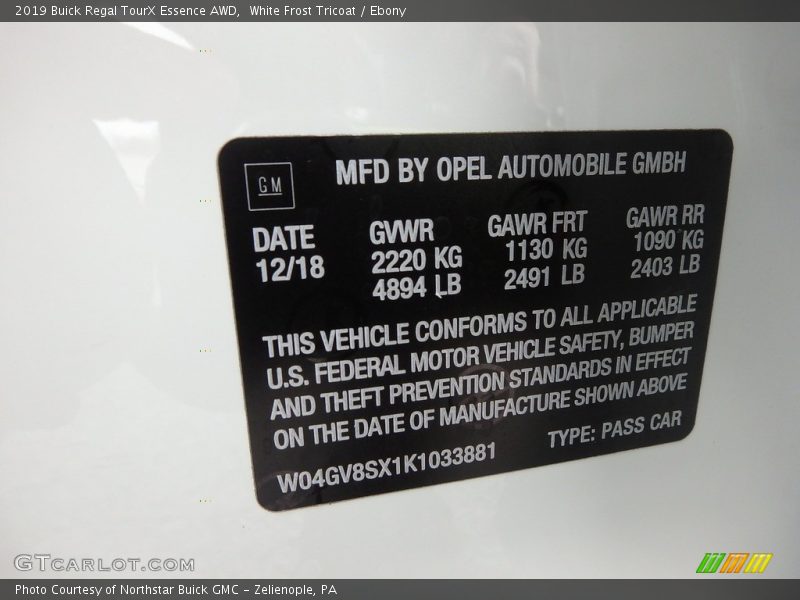 2019 Buick Regal TourX Essence AWD,  White Frost Tricoat / Ebony
GM
MFD BY OPEL AUTOMOBILE GMBH
DATE
12/18
GVWR
2220 KG
4894 LB
GAWR FRT
1130 KG
2491 LB
GAWR RR
1090 KG
2403 LB
THIS VEHICLE CONFORMS TO ALL APPLICABLE
U.S. FEDERAL MOTOR VEHICLE SAFETY, BUMPER
AND THEFT PREVENTION STANDARDS IN EFFECT
ON THE DATE OF MANUFACTURE SHOWN ABOVE
W04GV8SX1K1033881
TYPE: PASS CAR
GTCARLOT.COM
Photo Courtesy of Northstar Buick GMC - Zelienople, PA